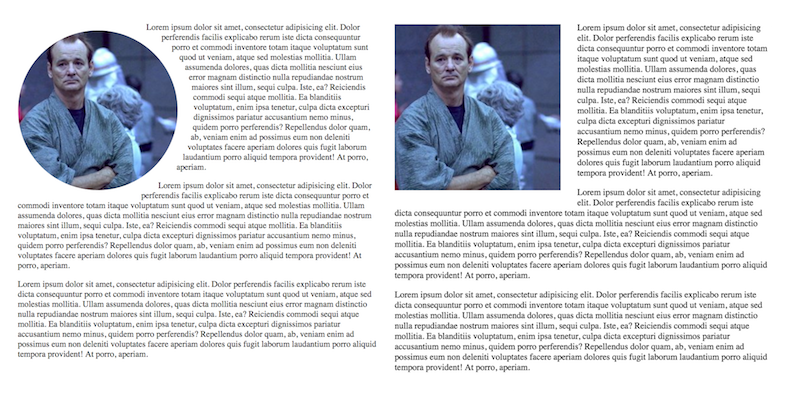 Lorem ipsum dolor sit amet, consectetur adipisicing elit. Dolor
perferendis facilis explicabo rerum iste dicta consequuntur
porro et commodi inventore totam itaque voluptatum sunt
quod ut veniam, atque sed molestias mollitia rerum. Ullam
assumenda dolores, quas dicta mollitia nesciunt eius
error magnam distinctio nulla repudiandae nostrum
maiores sint illum, sequi culpa. Iste, ea? Reiciendis
commodi sequi atque mollitia. Ea blanditiis
voluptatem, enim ipsa tenetur, culpa dicta excepturi
dignissimos pariatur accusantium nemo minus,
quidem porro perferendis? Repellendus dolor quam,
ab, veniam enim ad possimus eum non deleniti
voluptates facere accusantium dolores quis fugit
laudantium porro aliquid tempora provident! At porro,
aperiam.
Lorem ipsum dolor sit amet, consectetur adipisicing elit. Dolor
perferendis facilis explicabo rerum iste dicta consequuntur porro et
commodi inventore totam itaque voluptatum sunt quod ut veniam, atque sed molestias mollitia rerum. Ullam
assumenda dolores, quas dicta mollitia nesciunt eius error magnam distinctio nulla repudiandae nostrum
maiores sint illum, sequi culpa. Iste, ea? Reiciendis commodi sequi atque mollitia. Ea blanditiis
voluptatem, enim ipsa tenetur, culpa dicta excepturi dignissimos pariatur accusantium nemo minus,
quidem porro perferendis? Repellendus dolor quam, ab, veniam enim ad possimus eum non deleniti
voluptates facere accusantium dolores quis fugit laborum laudantium porro aliquid tempora provident! At
porro, aperiam.
Lorem ipsum dolor sit amet, consectetur adipisicing elit. Dolor perferendis facilis explicabo rerum iste
dicta consequuntur porro et commodi inventore totam itaque voluptatum sunt quod ut veniam, atque sed
molestias mollitia rerum. Ullam assumenda dolores, quas dicta mollitia nesciunt eius error magnam distinctio
nulla repudiandae nostrum maiores sint illum, sequi culpa. Iste, ea? Reiciendis commodi sequi atque
mollitia. Ea blanditiis voluptatem, enim ipsa tenetur, culpa dicta excepturi dignissimos pariatur
accusantium nemo minus, quidem porro perferendis? Repellendus dolor quam, ab, veniam enim ad
possimus eum non deleniti voluptates facere accusantium dolores quis fugit laborum laudantium porro aliquid
tempora provident! At porro, aperiam.
Lorem ipsum dolor sit amet, consectetur adipisicing
elit. Dolor perferendis facilis explicabo rerum iste
dicta consequuntur porro et commodi inventore totam
itaque voluptatum sunt quod ut veniam, atque sed
molestias mollitia rerum. Ullam assumenda dolores,
quas dicta mollitia nesciunt eius error magnam
distinctio nulla repudiandae nostrum maiores sint
illum, sequi culpa. Iste, ea? Reiciendis commodi sequi
atque mollitia. Ea blanditiis voluptatem, enim ipsa
tenetur, culpa dicta excepturi dignissimos pariatur
accusantium nemo minus, quidem porro perferendis?
Repellendus dolor quam, ab, veniam enim ad possimus
eum non deleniti voluptates facere accusantium
dolores quis fugit laborum laudantium porro aliquid
tempora provident! At porro, aperiam.
Lorem ipsum dolor sit amet, consectetur adipisicing
elit. Dolor perferendis facilis explicabo rerum iste
dicta consequuntur porro et commodi inventore totam itaque voluptatum sunt quod ut veniam, atque sed
molestias mollitia rerum. Ullam assumenda dolores, quas dicta mollitia nesciunt eius error magnam distinctio
nulla repudiandae nostrum maiores sint illum, sequi culpa. Iste, ea? Reiciendis commodi sequi atque
mollitia. Ea blanditiis voluptatem, enim ipsa tenetur, culpa dicta excepturi dignissimos pariatur
accusantium nemo minus, quidem porro perferendis? Repellendus dolor quam, ab, veniam enim ad
possimus eum non deleniti voluptates facere accusantium dolores quis fugit laborum laudantium porro aliquid
tempora provident! At porro, aperiam.
Lorem ipsum dolor sit amet, consectetur adipisicing elit. Dolor perferendis facilis explicabo rerum iste
dicta consequuntur porro et commodi inventore totam itaque voluptatum sunt quod ut veniam, atque sed
molestias mollitia rerum. Ullam assumenda dolores, quas dicta mollitia nesciunt eius error magnam distinctio
nulla repudiandae nostrum maiores sint illum, sequi culpa. Iste, ea? Reiciendis commodi sequi atque
mollitia. Ea blanditiis voluptatem, enim ipsa tenetur, culpa dicta excepturi dignissimos pariatur
accusantium nemo minus, quidem porro perferendis? Repellendus dolor quam, ab, veniam enim ad
possimus eum non deleniti voluptates facere accusantium dolores quis fugit laborum laudantium porro aliquid
tempora provident! At porro, aperiam.